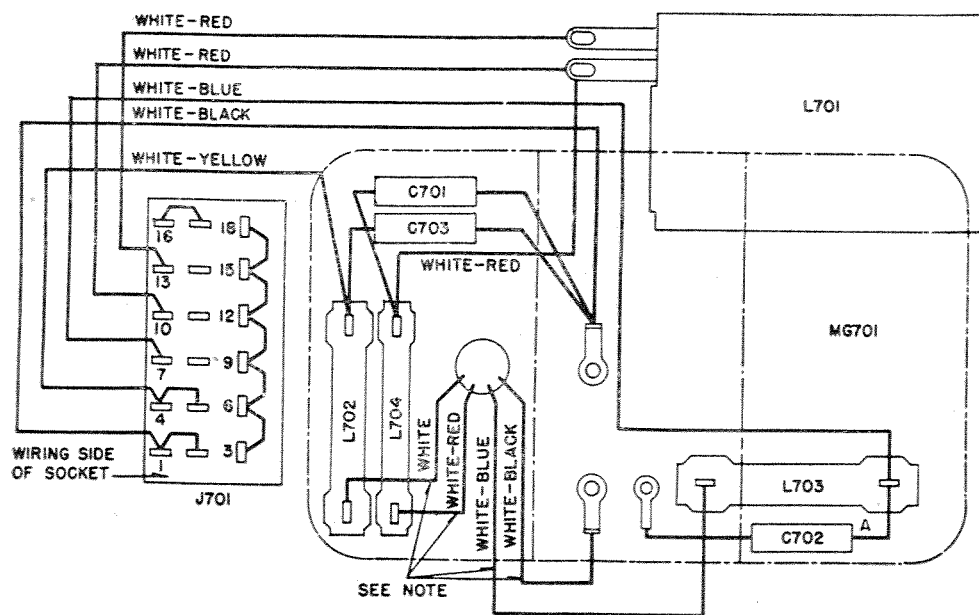 WHITE-RED
WHITE-RED
WHITE-BLUE
WHITE-BLACK
WHITE-YELLOW
L701
C701
C703
WHITE-RED
16
18
13
15
10
12
7
9
4
6
1
3
WIRING SIDE
OF SOCKET
J701
MG701
L702
L704
WHITE
WHITE-RED
WHITE-BLUE
WHITE-BLACK
L703
A
C702
SEE NOTE